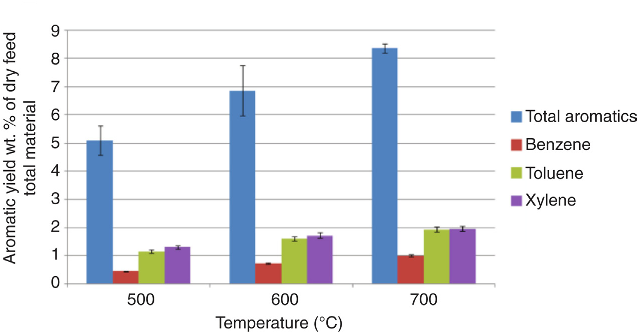 Aromatic yield wt. % of dry feed
total material
9
8
7
6
5
4
3
2
1
0
500
600
700
Temperature (°C)
Total aromatics
Benzene
Toluene
Xylene